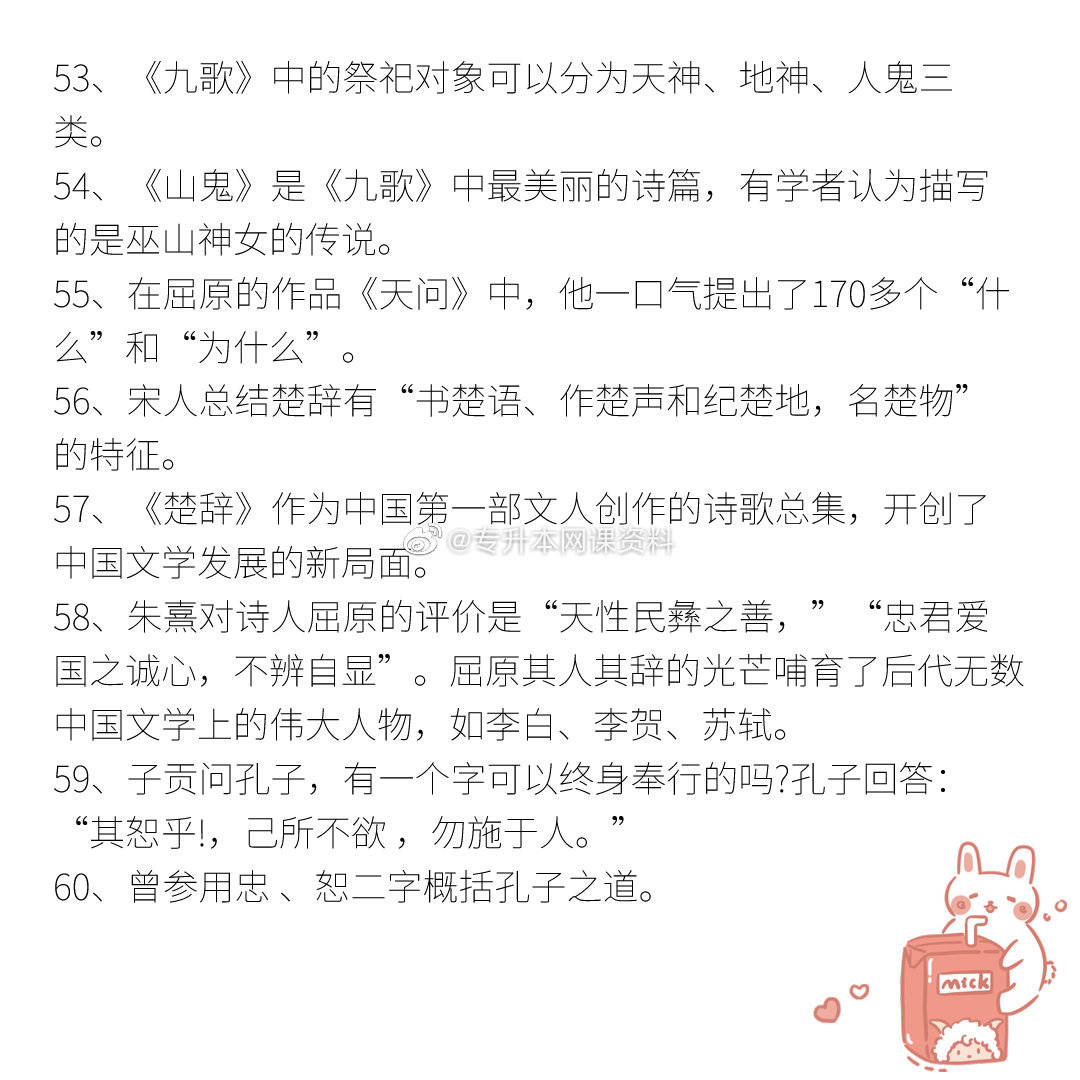 53、《九歌》中的祭祀对象可以分为天神、地神、人鬼三
类。
54、《山鬼》是《九歌》中最美丽的诗篇，有学者认为描写
的是巫山神女的传说。
55、在屈原的作品《天问》中，他一口气提出了170多个“什
么”和“为什么”。
56、宋人总结楚辞有“书楚语、作楚声和纪楚地，名楚物”
的特征。
57、《楚辞》作为中国第一部文人创作的诗歌总集，开创了
@专升本网课资料
中国文学发展的新局面。
58、朱熹对诗人屈原的评价是“天性民彝之善，”“忠君爱
国之诚心，不辨自显”。屈原其人其辞的光芒哺育了后代无数
中国文学上的伟大人物，如李白、李贺、苏轼。
59、子贡问孔子，有一个字可以终身奉行的吗?孔子回答：
“其恕乎!，己所不欲 ，勿施于人。”
60、曾参用忠 、恕二字概括孔子之道。
mick